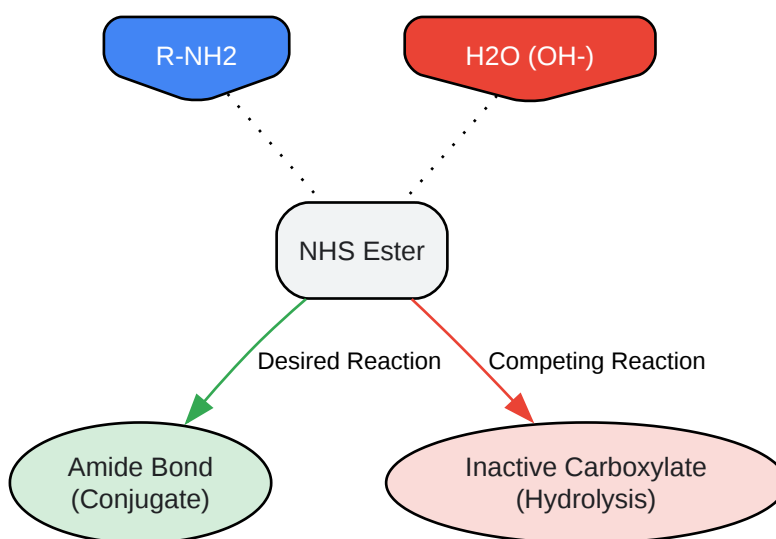 R-NH2
H2O (OH-)
NHS Ester
Desired Reaction
Competing Reaction
Amide Bond
(Conjugate)
Inactive Carboxylate
(Hydrolysis)